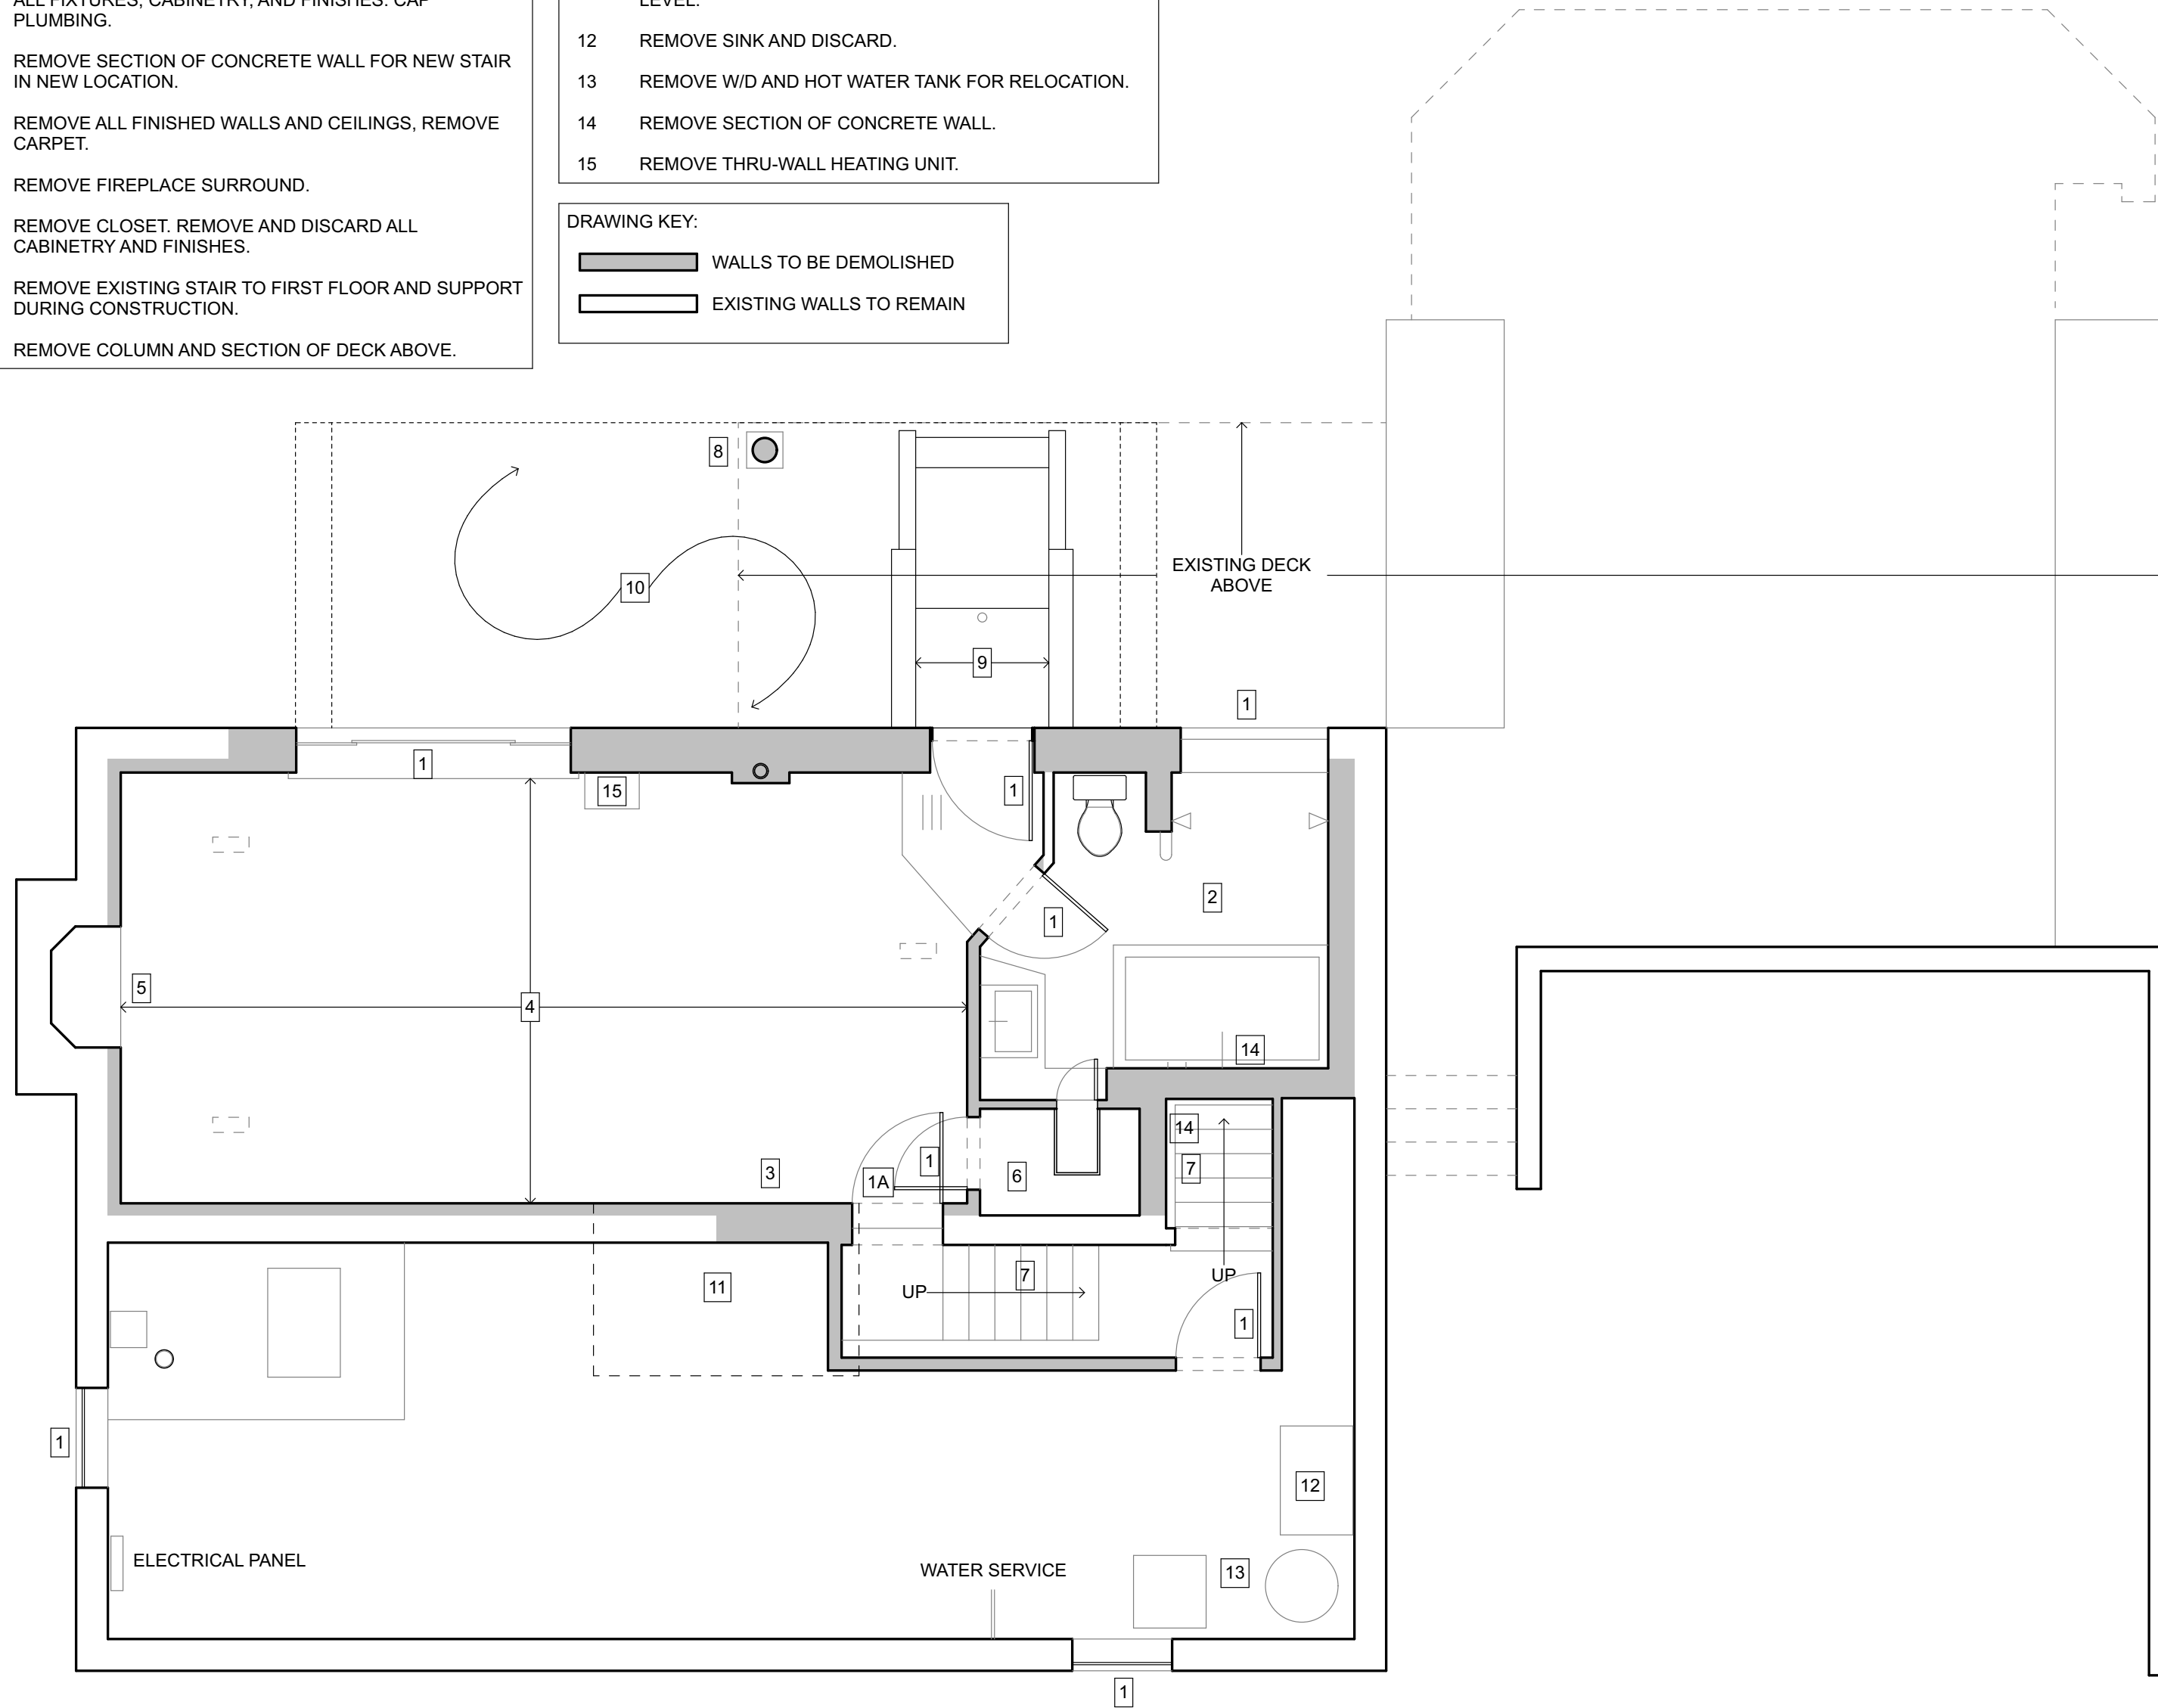 ALL FIXTURES, CABINETRY, AND FINISHES. CAP
PLUMBING.
REMOVE SECTION OF CONCRETE WALL FOR NEW STAIR
IN NEW LOCATION.
REMOVE ALL FINISHED WALLS AND CEILINGS, REMOVE
CARPET.
REMOVE FIREPLACE SURROUND.
REMOVE CLOSET. REMOVE AND DISCARD ALL
CABINETRY AND FINISHES.
REMOVE EXISTING STAIR TO FIRST FLOOR AND SUPPORT
DURING CONSTRUCTION.
REMOVE COLUMN AND SECTION OF DECK ABOVE.
LEVEL.
12 REMOVE SINK AND DISCARD.
13 REMOVE W/D AND HOT WATER TANK FOR RELOCATION.
14 REMOVE SECTION OF CONCRETE WALL.
15 REMOVE THRU-WALL HEATING UNIT.
DRAWING KEY:
WALLS TO BE DEMOLISHED
EXISTING WALLS TO REMAIN
8
EXISTING DECK
ABOVE
10
9
1
1
15
1
2
1
5
4
14
14
1
3
1A
6
7
7
UP
UP
11
1
1
12
ELECTRICAL PANEL
WATER SERVICE
13
1